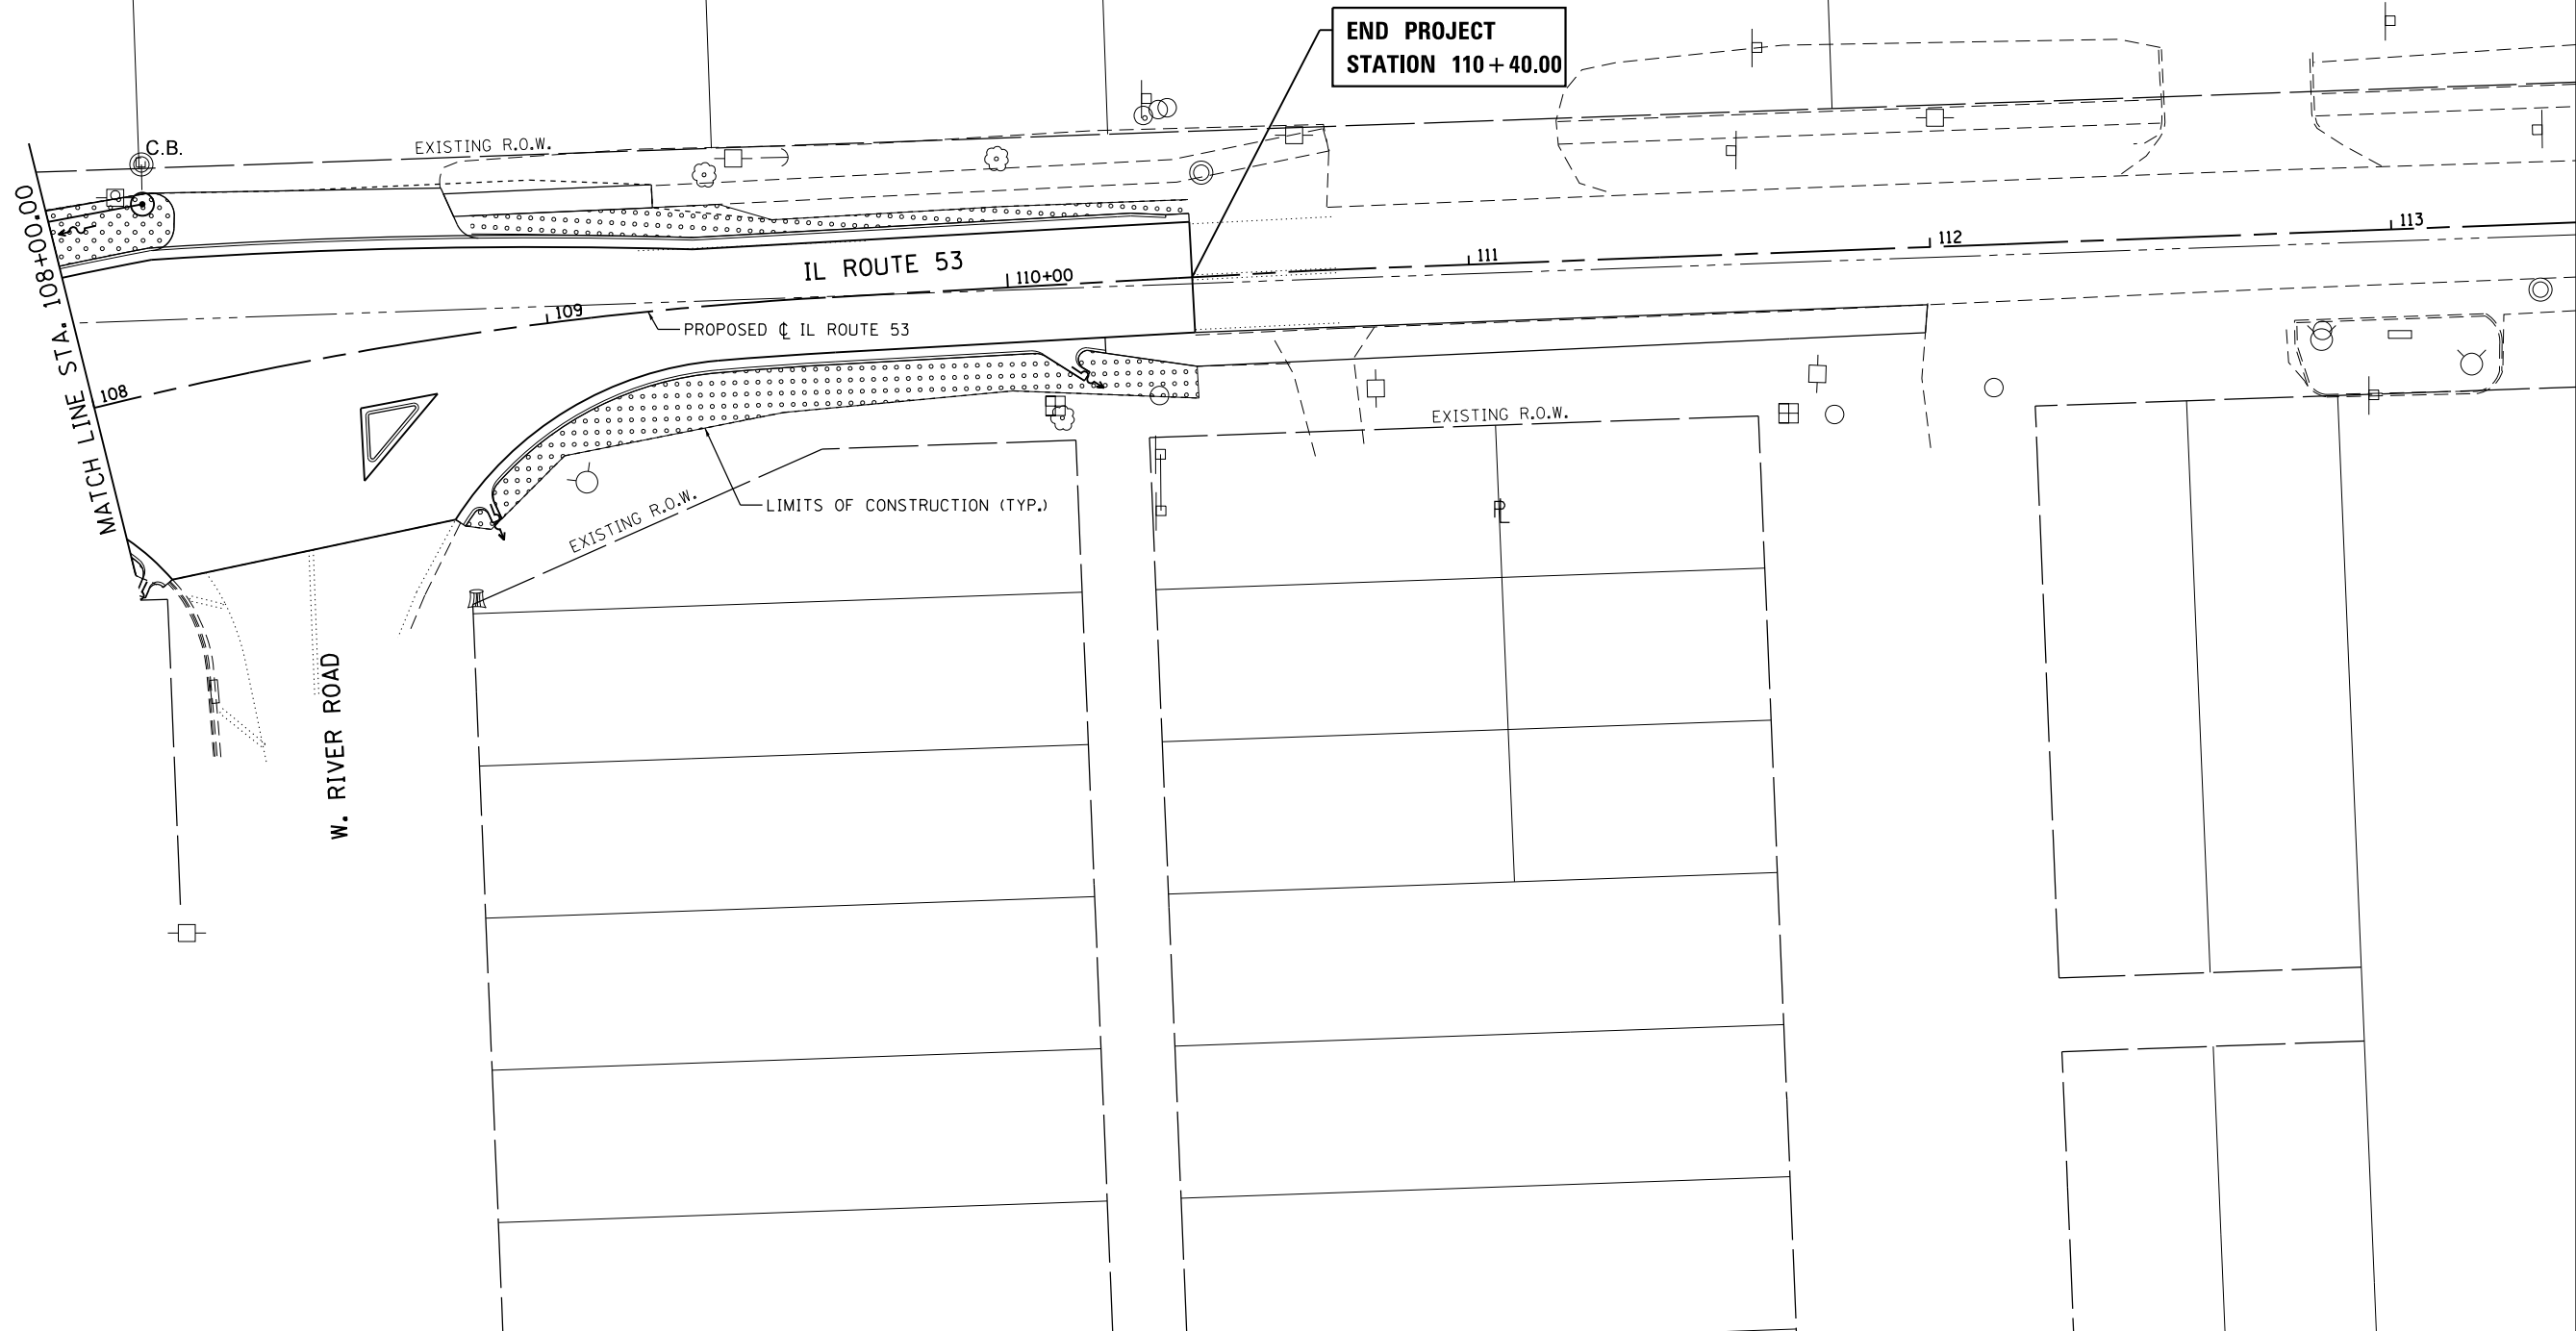 END PROJECT
STATION 110+40.00
C.B.
EXISTING R.O.W.
MATCH LINE STA. 108+00.00
IL ROUTE 53
108
109
110+00
111
112
113
PROPOSED ℄ IL ROUTE 53
EXISTING R.O.W.
LIMITS OF CONSTRUCTION (TYP.)
EXISTING R.O.W.
PL
W. RIVER ROAD